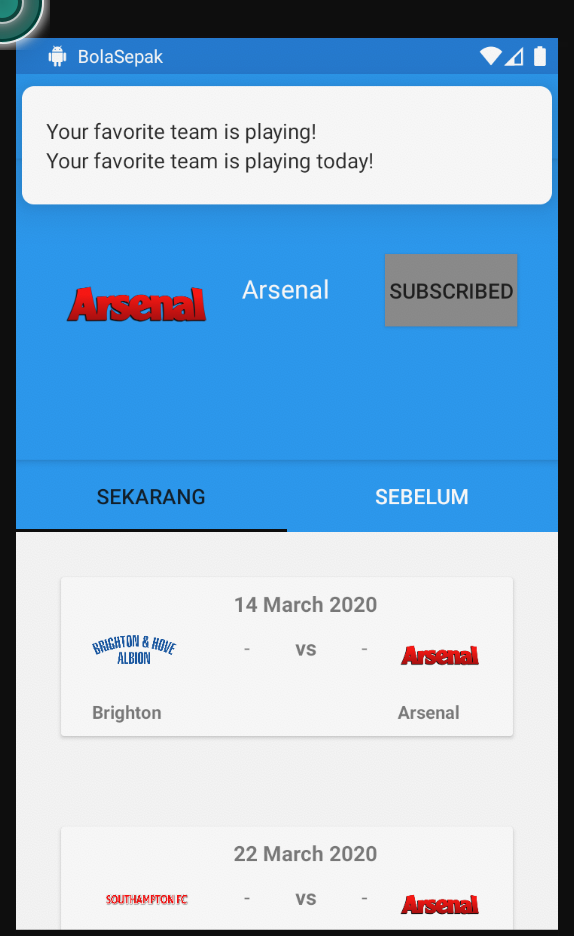 BolaSepak
Your favorite team is playing!
Your favorite team is playing today!
Arsenal
Arsenal
SUBSCRIBED
SEKARANG
SEBELUM
14 March 2020
BRIGHTON & HOVE
ALBION
- vs -
Arsenal
Brighton
Arsenal
22 March 2020
SOUTHAMPTON FC
- vs -
Arsenal